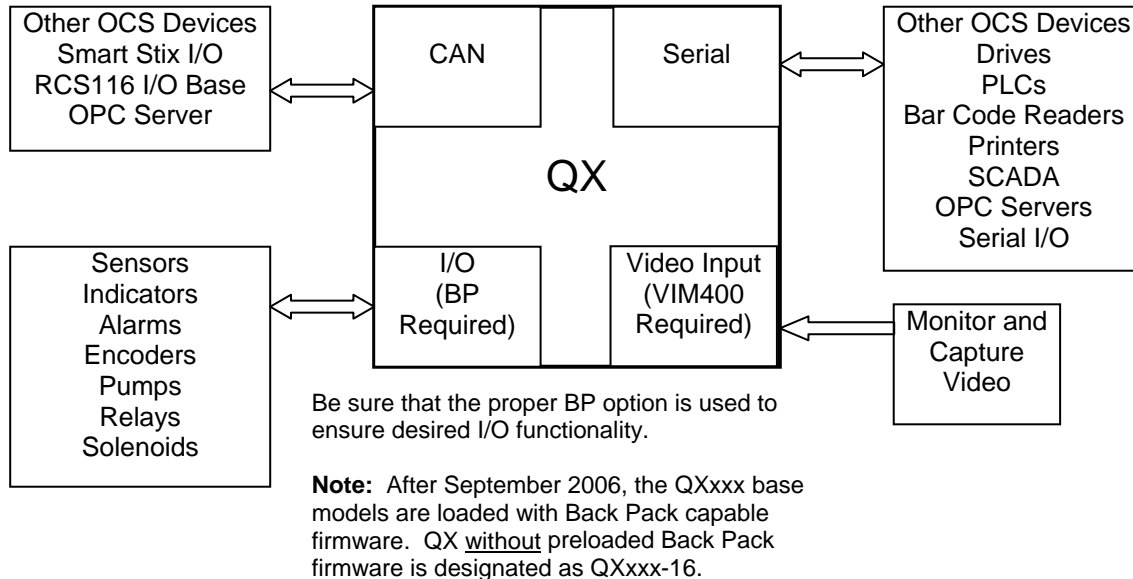 Other OCS Devices
Smart Stix I/O
RCS116 I/O Base
OPC Server
CAN
Serial
Other OCS Devices
Drives
PLCs
Bar Code Readers
Printers
SCADA
OPC Servers
Serial I/O
QX
Sensors
Indicators
Alarms
Encoders
Pumps
Relays
Solenoids
I/O
(BP
Required)
Video Input
(VIM400
Required)
Monitor and
Capture
Video
Be sure that the proper BP option is used to
ensure desired I/O functionality.
Note: After September 2006, the QXxxx base
models are loaded with Back Pack capable
firmware. QX without preloaded Back Pack
firmware is designated as QXxxx-16.